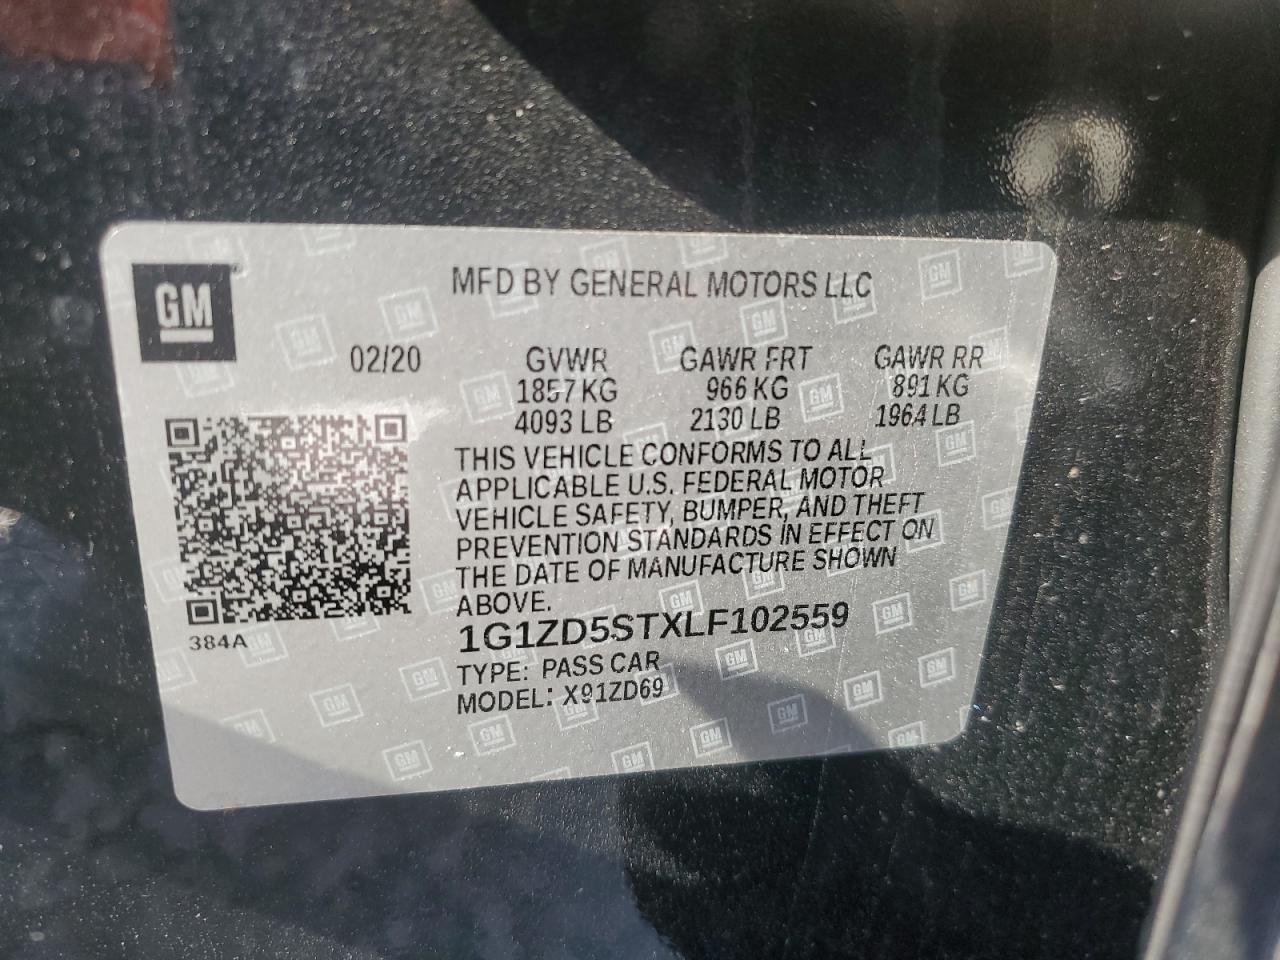 GM
MFD BY GENERAL MOTORS LLC
02/20 GVWR GAWR FRT GAWR RR
1857 KG 966 KG 891 KG
4093 LB 2130 LB 1964 LB
THIS VEHICLE CONFORMS TO ALL
APPLICABLE U.S. FEDERAL MOTOR
VEHICLE SAFETY, BUMPER, AND THEFT
PREVENTION STANDARDS IN EFFECT ON
THE DATE OF MANUFACTURE SHOWN
ABOVE.
384A
1G1ZD5STXLF102559
TYPE: PASS CAR
MODEL: X91ZD69